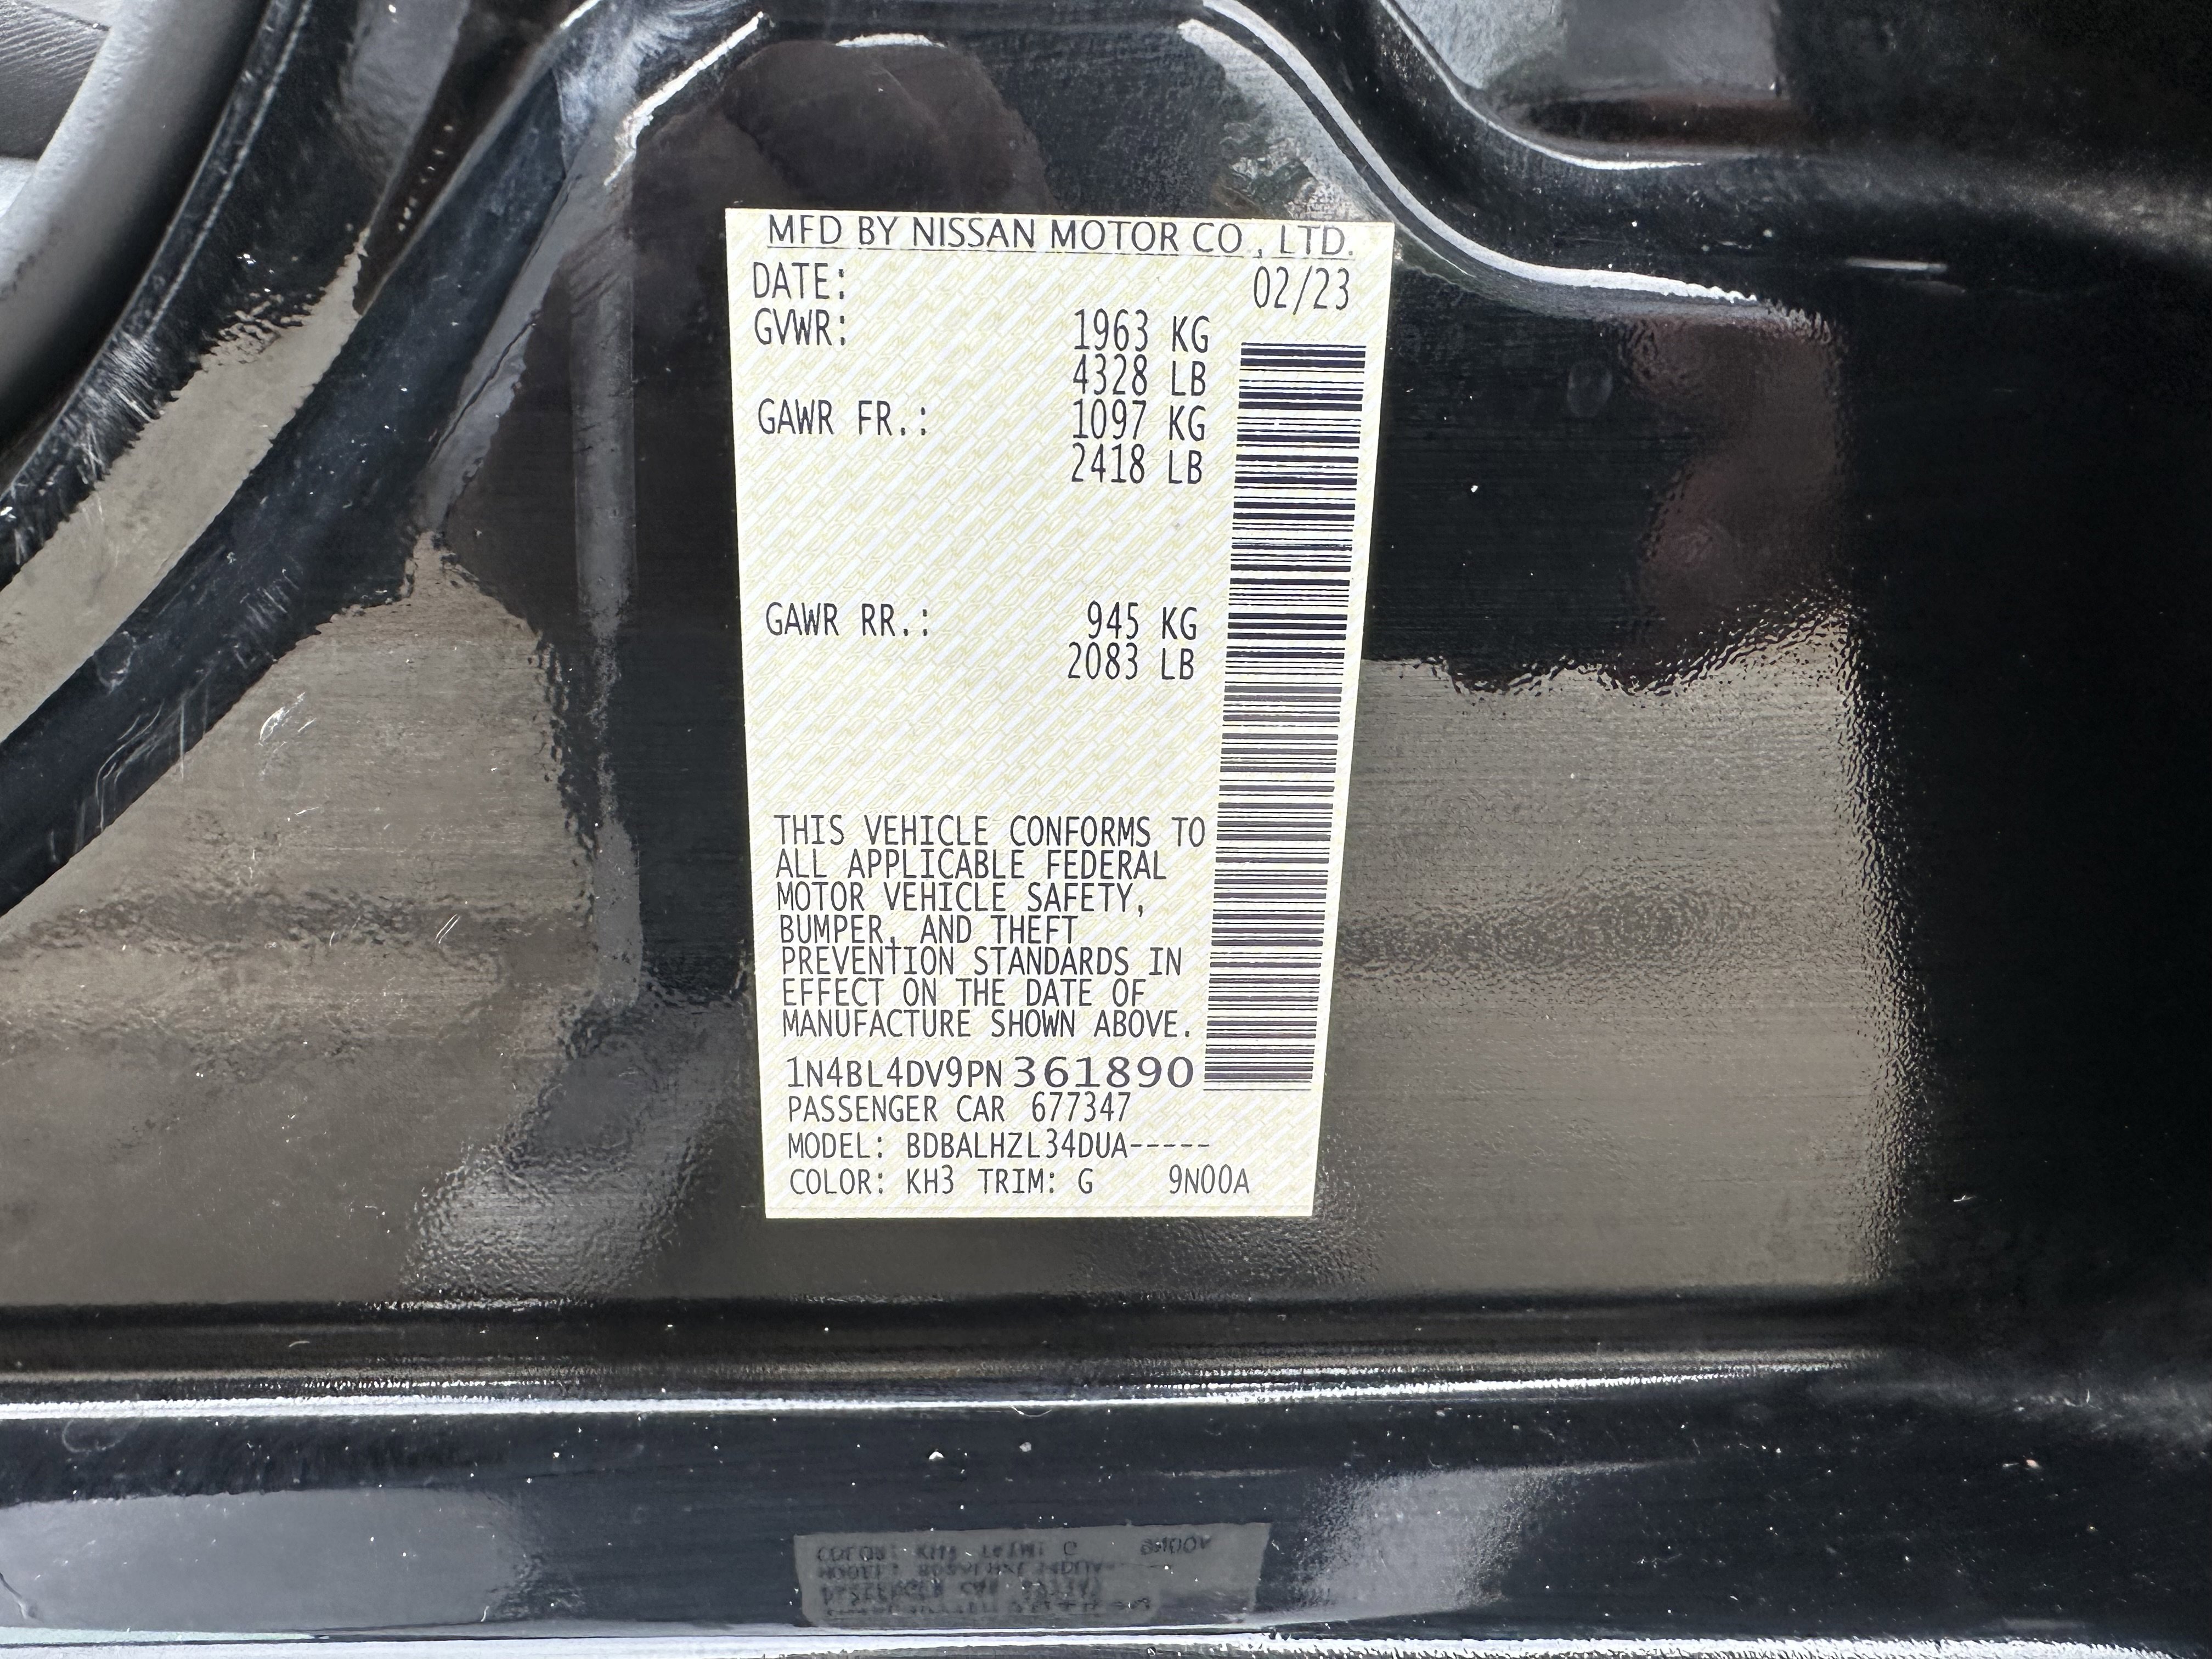 MFD BY NISSAN MOTOR CO., LTD.
DATE: 02/23
GVWR: 1963 KG
4328 LB
GAWR FR.: 1097 KG
2418 LB
GAWR RR.: 945 KG
2083 LB
THIS VEHICLE CONFORMS TO
ALL APPLICABLE FEDERAL
MOTOR VEHICLE SAFETY,
BUMPER, AND THEFT
PREVENTION STANDARDS IN
EFFECT ON THE DATE OF
MANUFACTURE SHOWN ABOVE.
1N4BL4DV9PN361890
PASSENGER CAR 677347
MODEL: BDBALHZL34DUA-----
COLOR: KH3 TRIM: G 9N00A